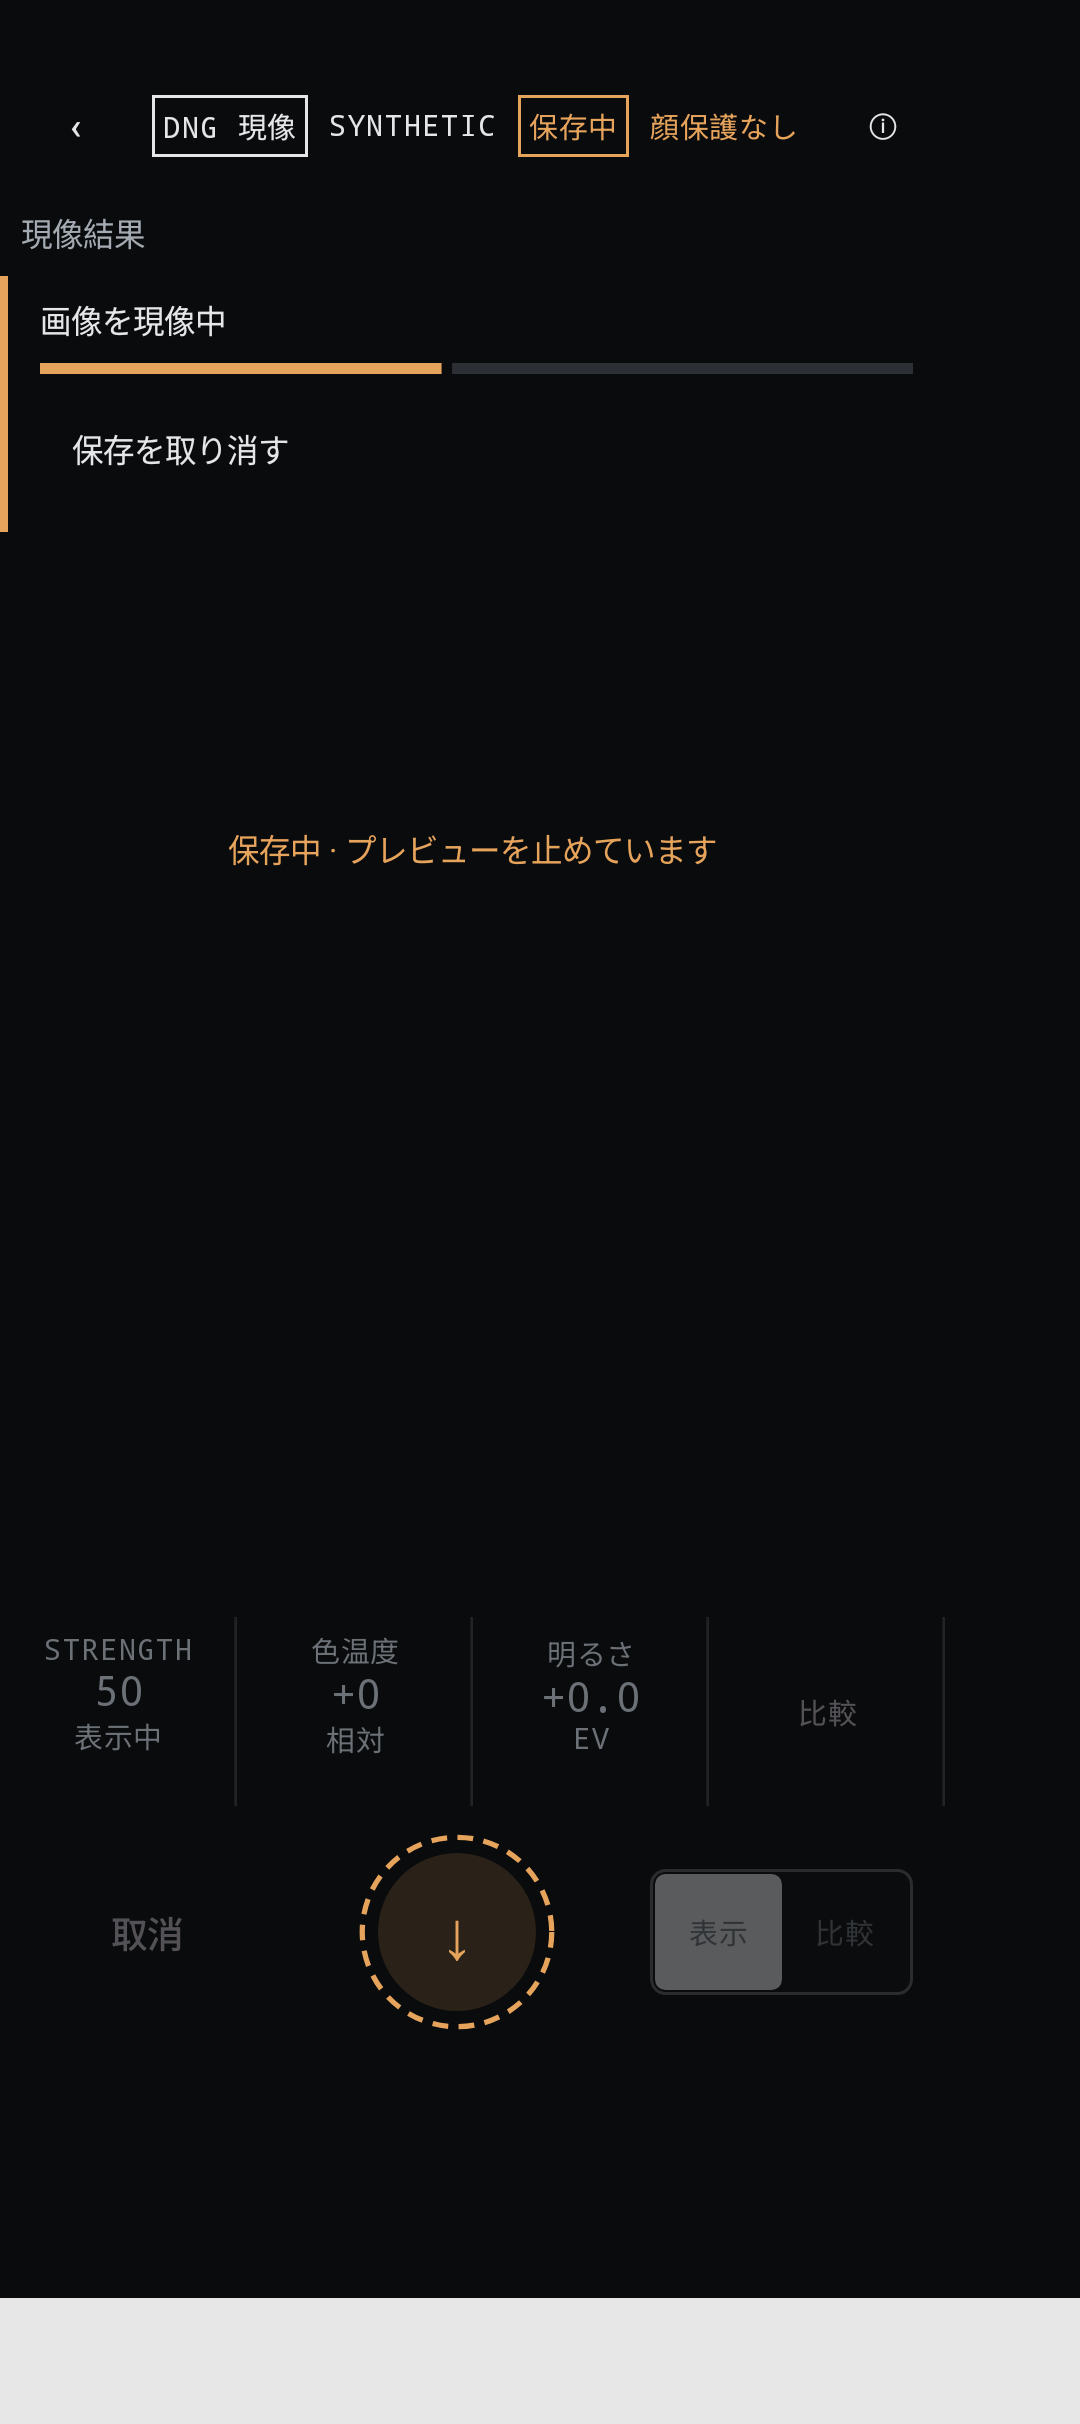 ‹ DNG 現像 SYNTHETIC 保存中 顔保護なし ⓘ
現像結果
画像を現像中
保存を取り消す
保存中 · プレビューを止めています
STRENGTH
50
表示中
色温度
+0
相対
明るさ
+0.0
EV
比較
取消
↓
表示 比較